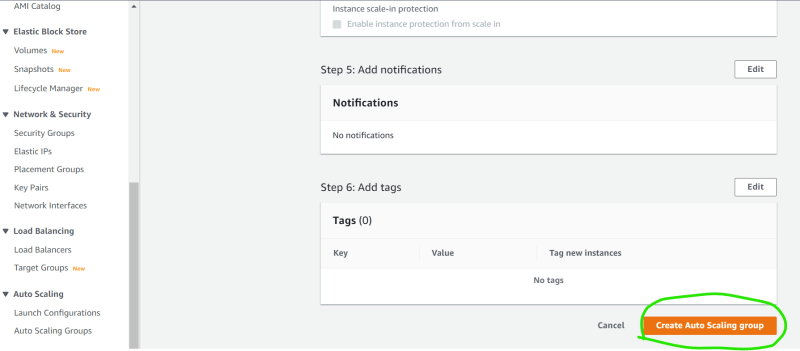 AMI Catalog
Elastic Block Store
Volumes New
Snapshots New
Lifecycle Manager New
Network & Security
Security Groups
Elastic IPs
Placement Groups
Key Pairs
Network Interfaces
Load Balancing
Load Balancers
Target Groups New
Auto Scaling
Launch Configurations
Auto Scaling Groups
Instance scale-in protection
Enable instance protection from scale in
Step 5: Add notifications
Edit
Notifications
No notifications
Step 6: Add tags
Edit
Tags (0)
Key Value Tag new instances
No tags
Cancel Create Auto Scaling group